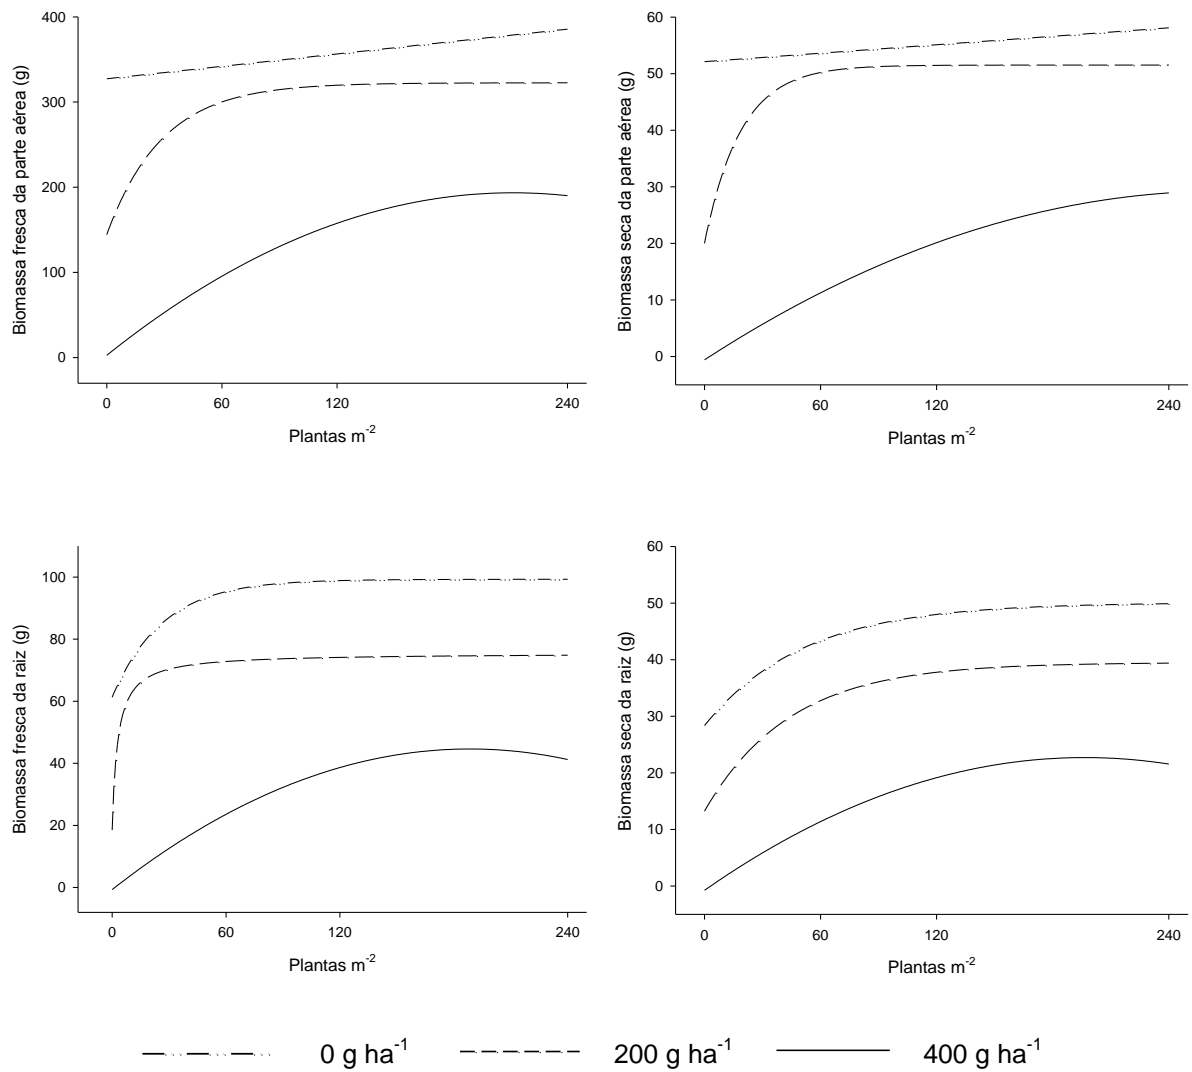 Biomassa fresca da parte aérea (g)
400
300
200
100
0
0 60 120 240
Plantas m-2
Biomassa seca da parte aérea (g)
60
50
40
30
20
10
0
0 60 120 240
Plantas m-2
Biomassa fresca da raiz (g)
100
80
60
40
20
0
0 60 120 240
Plantas m-2
Biomassa seca da raiz (g)
60
50
40
30
20
10
0
0 60 120 240
Plantas m-2
0 g ha-1 200 g ha-1 400 g ha-1